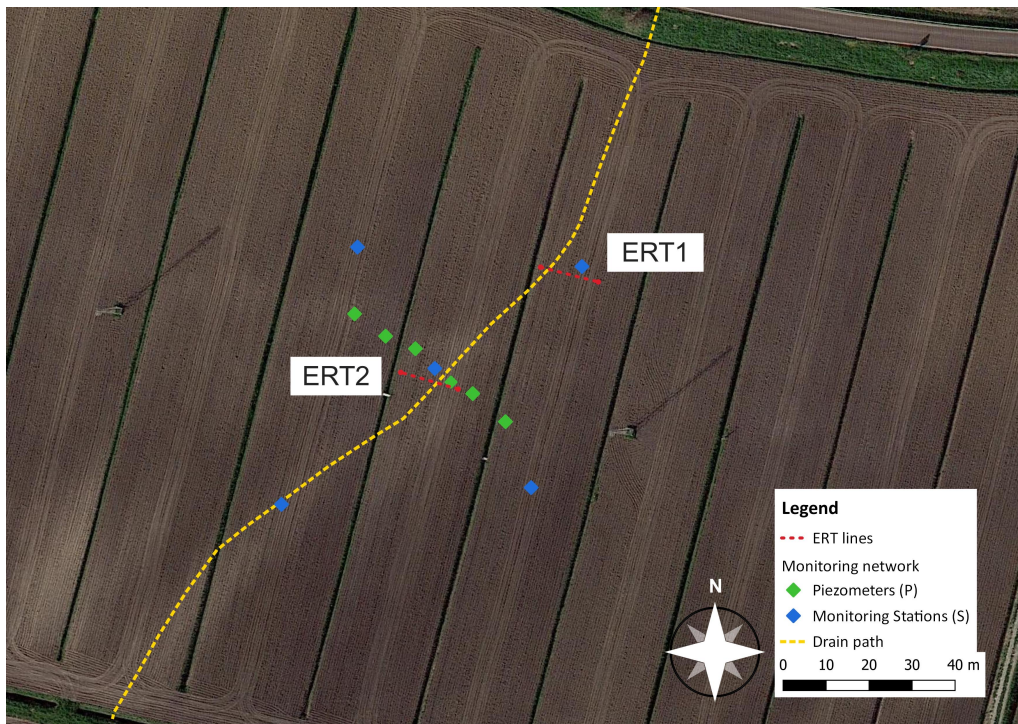 ERT1
ERT2
Legend
ERT lines
Monitoring network
Piezometers (P)
Monitoring Stations (S)
Drain path
N
0 10 20 30 40 m